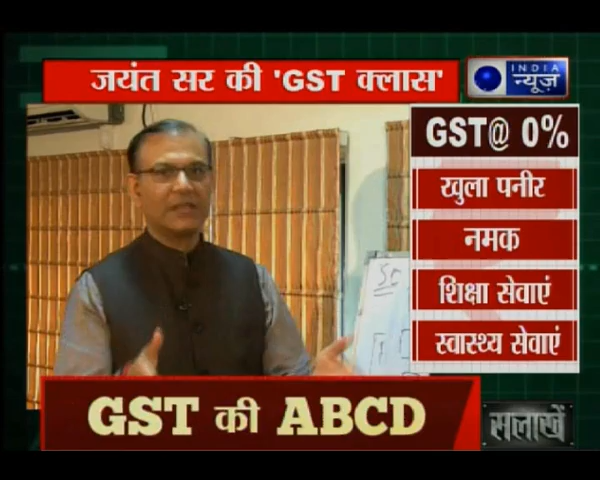 जयंत सर की 'GST क्लास'
INDIA
न्यूज़
GST@ 0%
खुला पनीर
नमक
शिक्षा सेवाएं
स्वास्थ्य सेवाएं
GST की ABCD
सलाखें